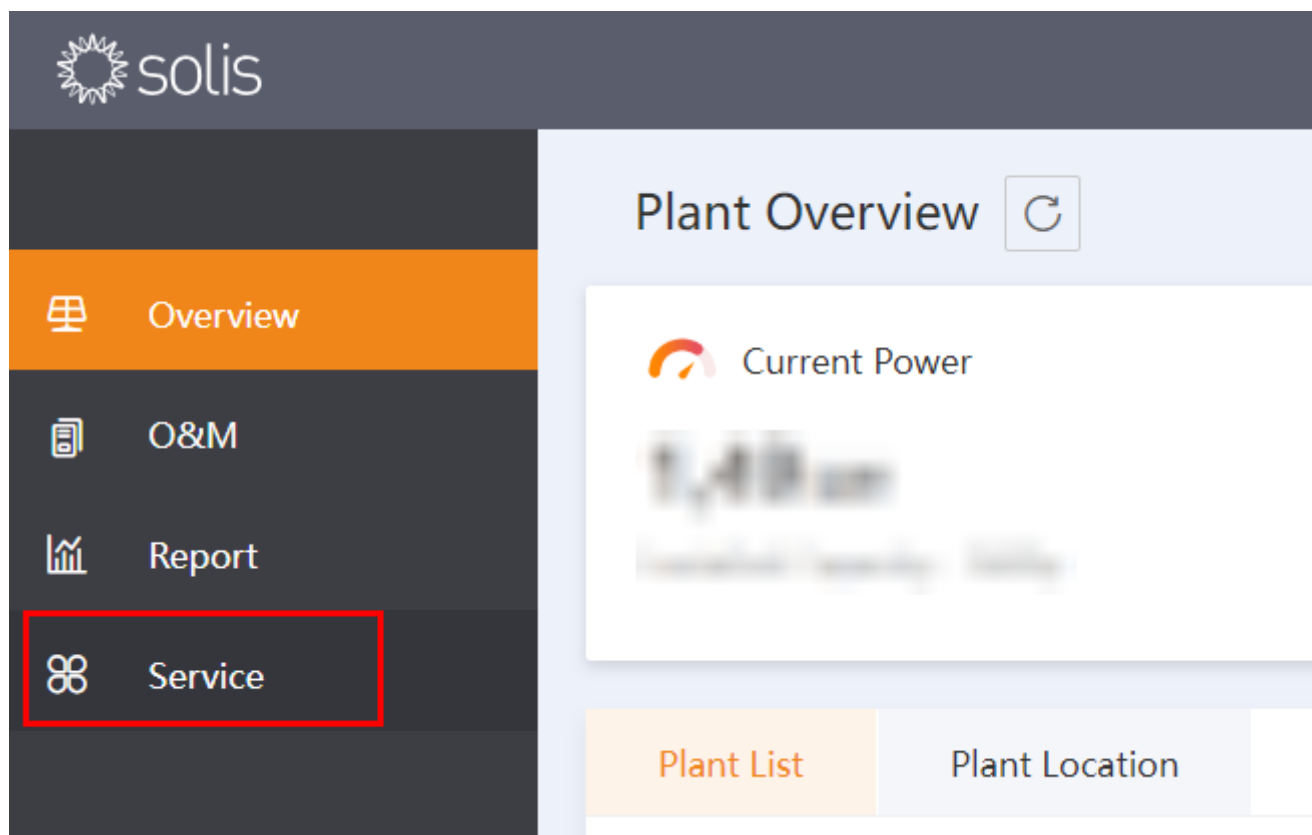 solis
Plant Overview
Overview
O&M
Report
Service
Current Power
Plant List
Plant Location